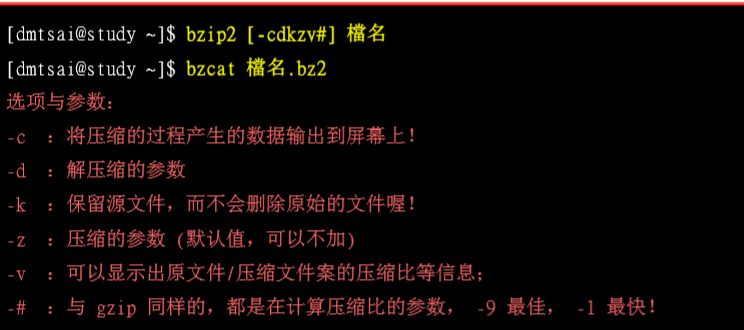 [dmtsai@study ~]$ bzip2 [-cdkzv#] 檔名
[dmtsai@study ~]$ bzcat 檔名.bz2
选项与参数：
-c  ：将压缩的过程产生的数据输出到屏幕上！
-d  ：解压缩的参数
-k  ：保留源文件，而不会删除原始的文件喔！
-z  ：压缩的参数 (默认值，可以不加)
-v  ：可以显示出原文件/压缩文件案的压缩比等信息；
-#  ：与 gzip 同样的，都是在计算压缩比的参数， -9 最佳， -1 最快！